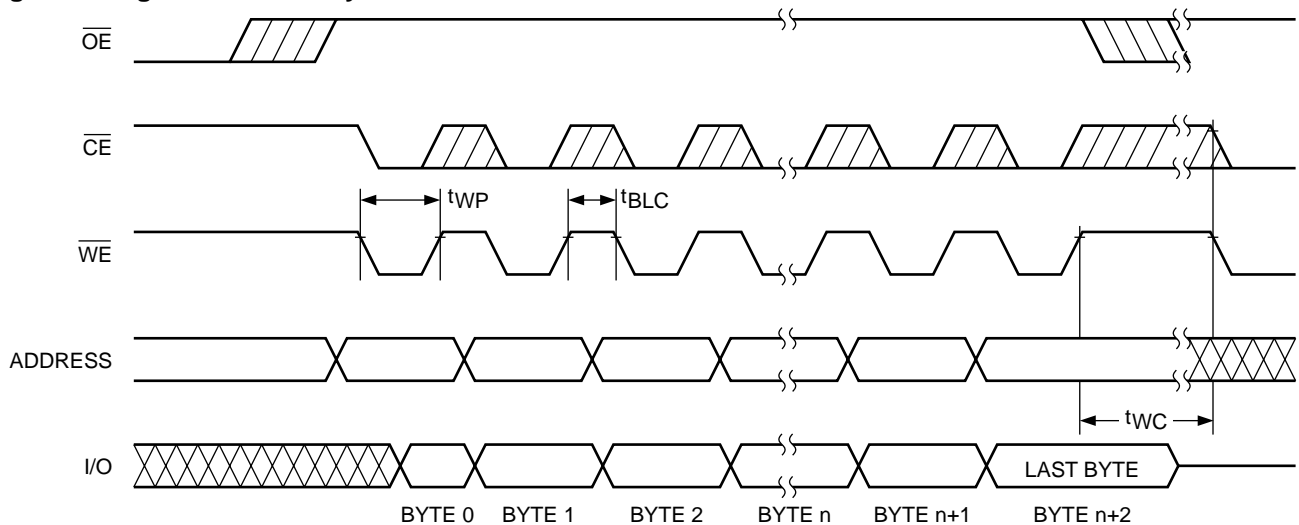 OE
CE
tWP
tBLC
WE
ADDRESS
tWC
I/O
LAST BYTE
BYTE 0 BYTE 1 BYTE 2 BYTE n BYTE n+1 BYTE n+2